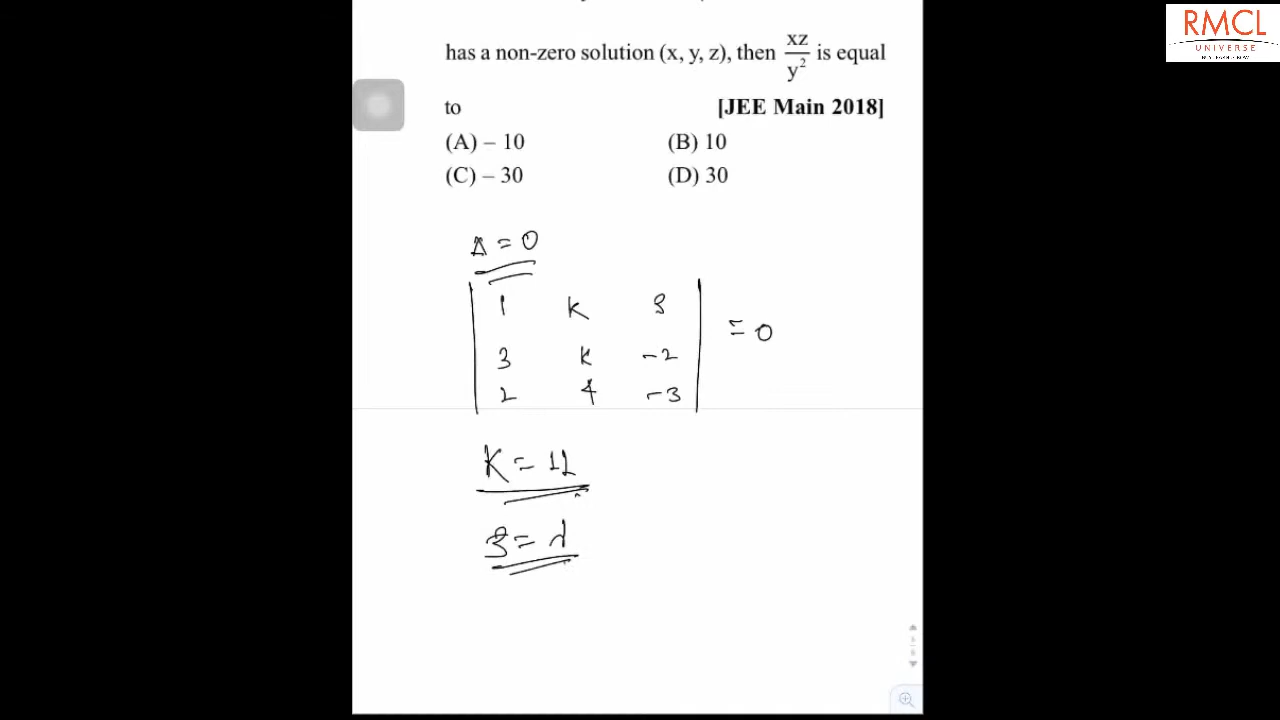 RMCL
UNIVERSE
has a non-zero solution (x, y, z), then xz/y² is equal
to [JEE Main 2018]
(A) – 10 (B) 10
(C) – 30 (D) 30
Δ = 0
1 k 3
3 k -2 = 0
2 4 -3
K = 11
z = λ